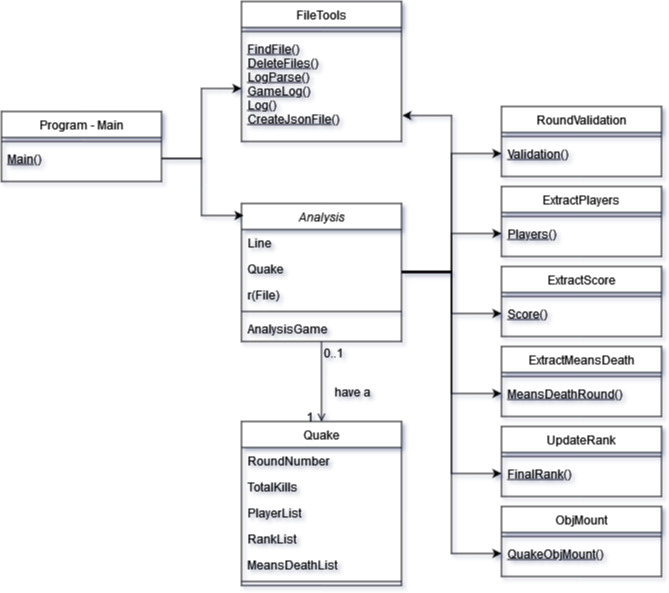 FileTools
FindFile()
DeleteFiles()
LogParse()
GameLog()
Log()
CreateJsonFile()
Program - Main
Main()
Analysis
Line
Quake
r(File)
AnalysisGame
0..1
have a
1
Quake
RoundNumber
TotalKills
PlayerList
RankList
MeansDeathList
RoundValidation
Validation()
ExtractPlayers
Players()
ExtractScore
Score()
ExtractMeansDeath
MeansDeathRound()
UpdateRank
FinalRank()
ObjMount
QuakeObjMount()